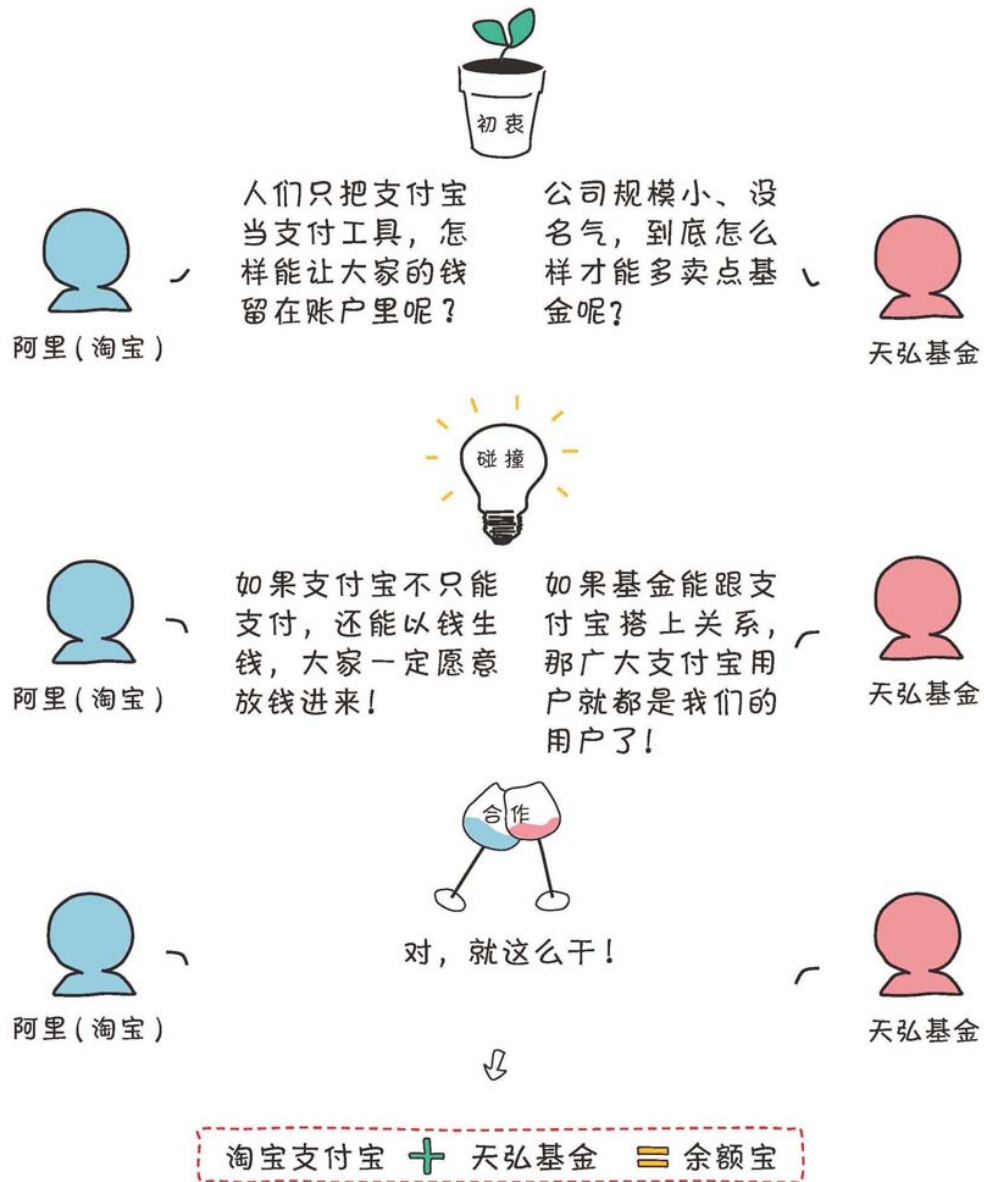 初衷
人们只把支付宝
当支付工具，怎
样能让大家的钱
留在账户里呢？
公司规模小、没
名气，到底怎么
样才能多卖点基
金呢？
阿里(淘宝)
天弘基金
碰撞
如果支付宝不只能
支付，还能以钱生
钱，大家一定愿意
放钱进来！
如果基金能跟支
付宝搭上关系，
那广大支付宝用
户就都是我们的
用户了！
阿里(淘宝)
天弘基金
合作
对，就这么干！
阿里(淘宝)
天弘基金
淘宝支付宝 + 天弘基金 = 余额宝